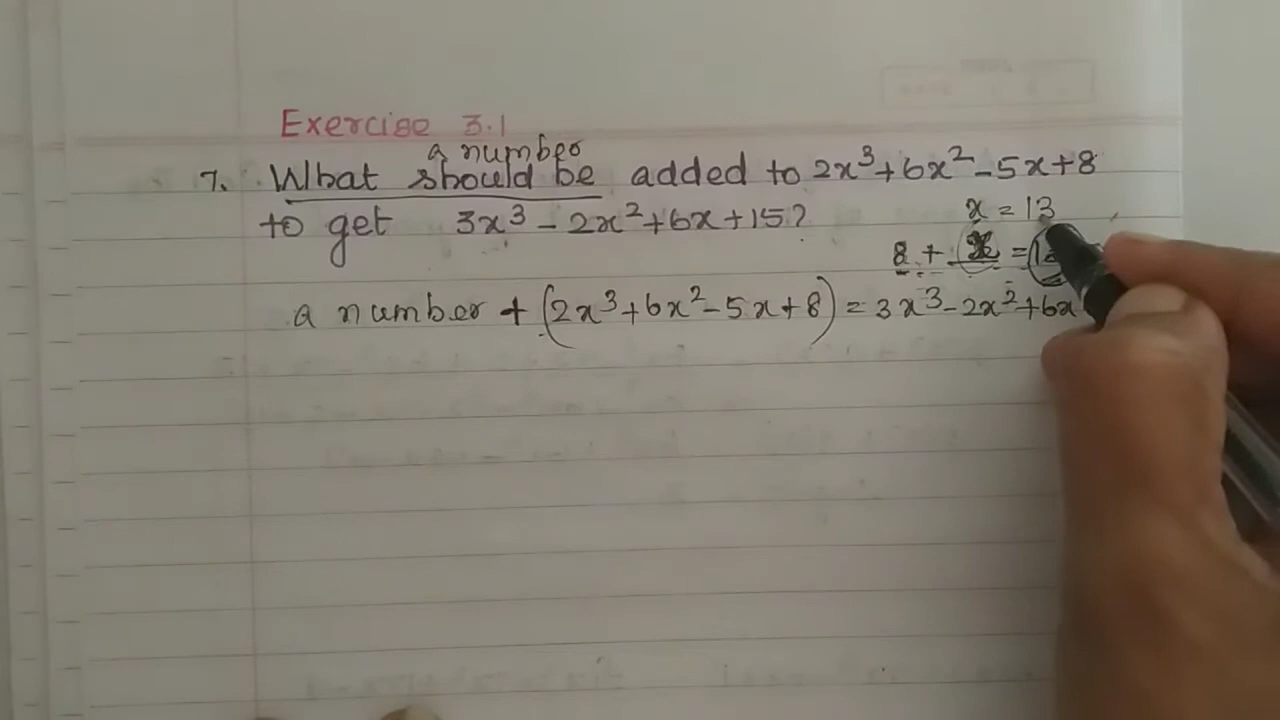 Exercise 3.1
a number
7. What should be added to 2x³+6x²-5x+8
to get 3x³-2x²+6x+15?
x = 13
8 + =
a number + (2x³+6x²-5x+8) = 3x³-2x²+6x